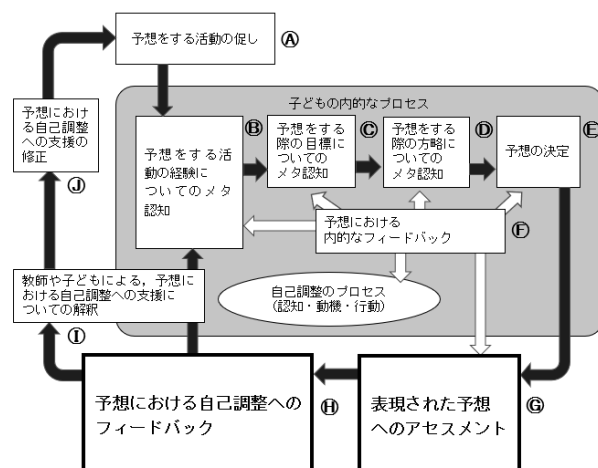 予想をする活動の促し
Ⓐ
子どもの内的なプロセス
予想をする活
動の経験に
ついてのメタ
認知
Ⓑ
予想をする
際の目標に
ついての
メタ認知
Ⓒ
予想をする
際の方略に
ついての
メタ認知
Ⓓ
予想の決定
Ⓔ
予想における
内的なフィードバック
Ⓕ
自己調整のプロセス
(認知・動機・行動)
予想におけ
る自己調整
への支援の
修正
Ⓙ
教師や子どもによる，予想に
おける自己調整への支援に
ついての解釈
Ⓘ
予想における自己調整への
フィードバック
Ⓗ
表現された予想
へのアセスメント
Ⓖ